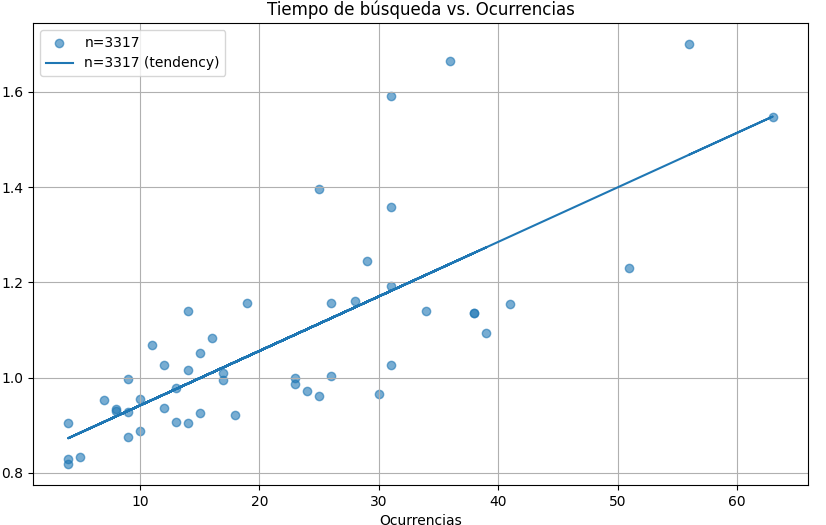 Tiempo de búsqueda vs. Ocurrencias
n=3317
n=3317 (tendency)
1.6
1.4
1.2
1.0
0.8
10 20 30 40 50 60
Ocurrencias